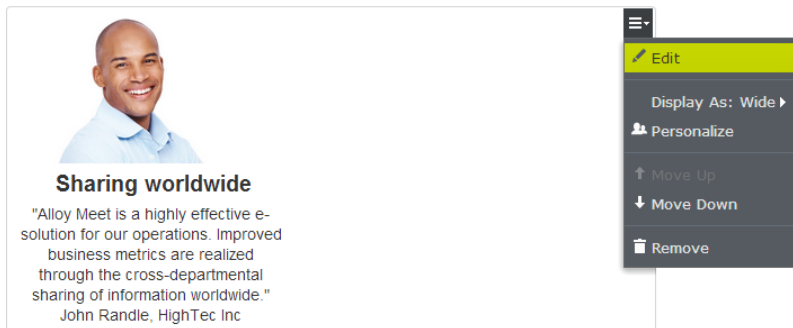 Edit
Display As: Wide
Personalize
Move Up
Move Down
Remove
Sharing worldwide
"Alloy Meet is a highly effective e-
solution for our operations. Improved
business metrics are realized
through the cross-departmental
sharing of information worldwide."
John Randle, HighTec Inc